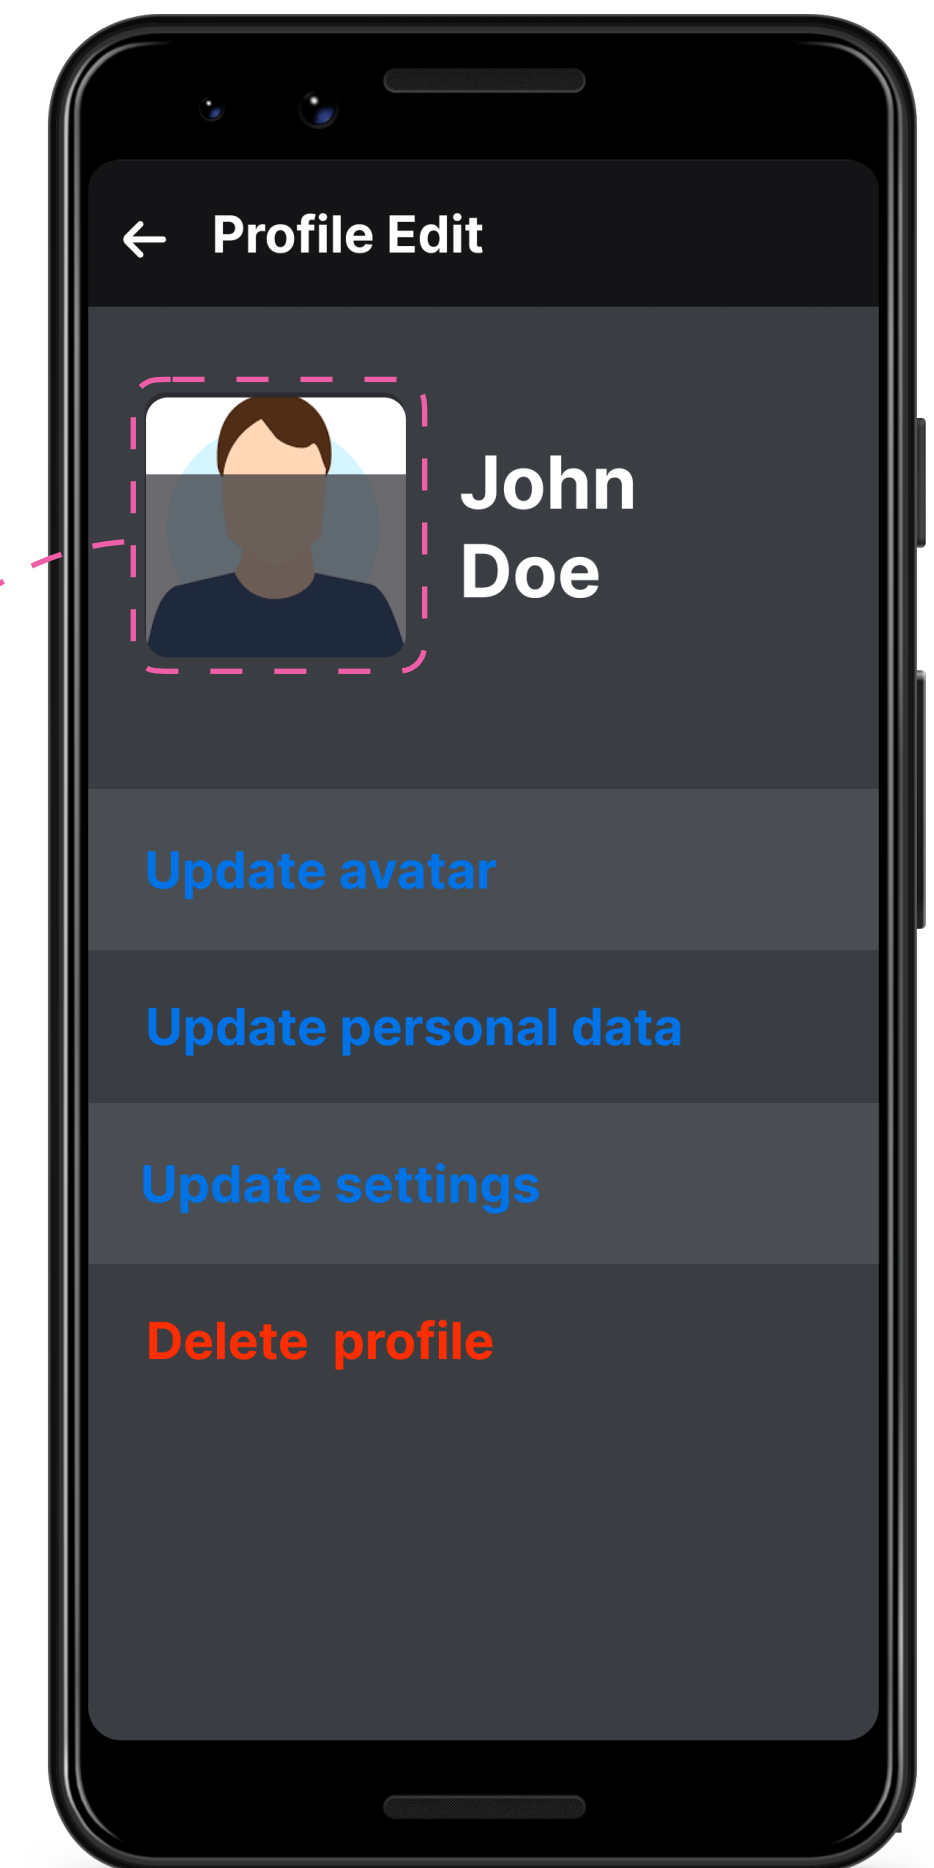 Profile Edit
John
Doe
Update avatar
Update personal data
Update settings
Delete profile